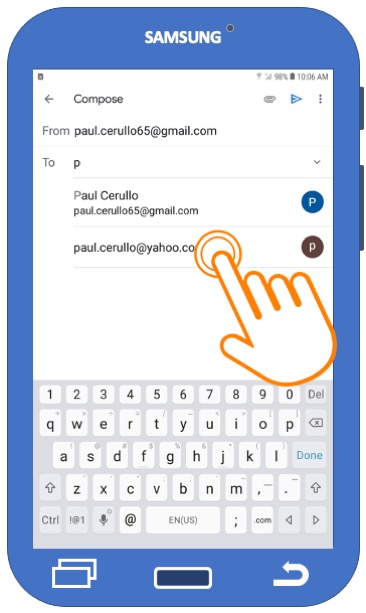 SAMSUNG
98% 10:06 AM
Compose
From paul.cerullo65@gmail.com
To p
Paul Cerullo
paul.cerullo65@gmail.com
P
paul.cerullo@yahoo.co
p
1 2 3 4 5 6 7 8 9 0 Del
q w e r t y u i o p
a s d f g h j k l Done
z x c v b n m , .
Ctrl !@1 @ EN(US) ; .com